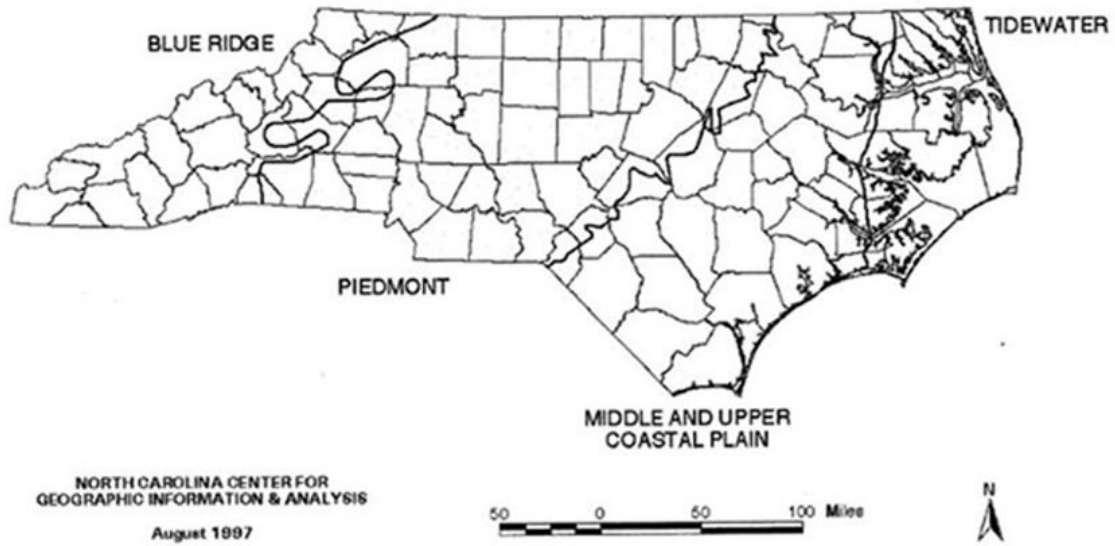 BLUE RIDGE
TIDEWATER
PIEDMONT
MIDDLE AND UPPER
COASTAL PLAIN
NORTH CAROLINA CENTER FOR
GEOGRAPHIC INFORMATION & ANALYSIS
August 1997
50 0 50 100 Miles
N